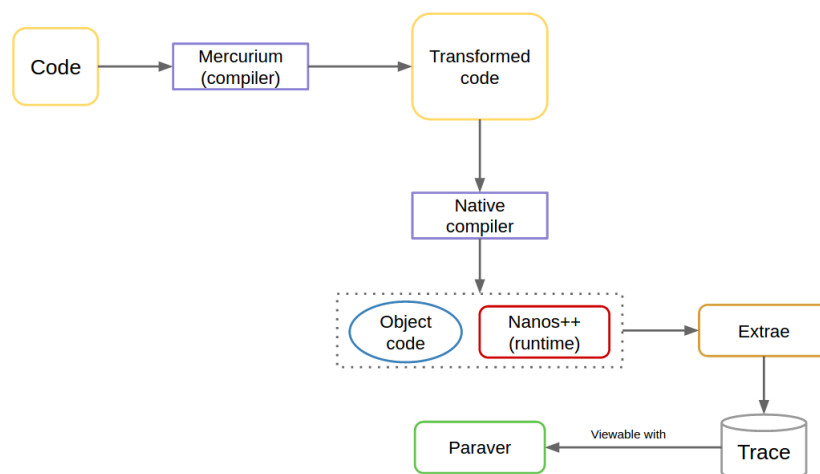 Code
Mercurium
(compiler)
Transformed
code
Native
compiler
Object
code
Nanos++
(runtime)
Extrae
Trace
Viewable with
Paraver